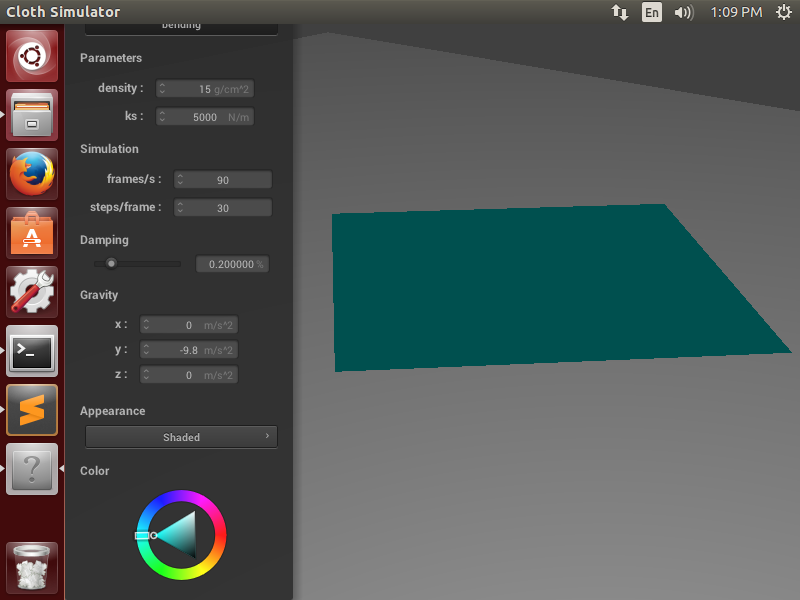 Cloth Simulator
En
1:09 PM
bending
Parameters
density : 15 g/cm^2
ks : 5000 N/m
Simulation
frames/s : 90
steps/frame : 30
Damping
0.200000 %
Gravity
x : 0 m/s^2
y : -9.8 m/s^2
z : 0 m/s^2
Appearance
Shaded
Color